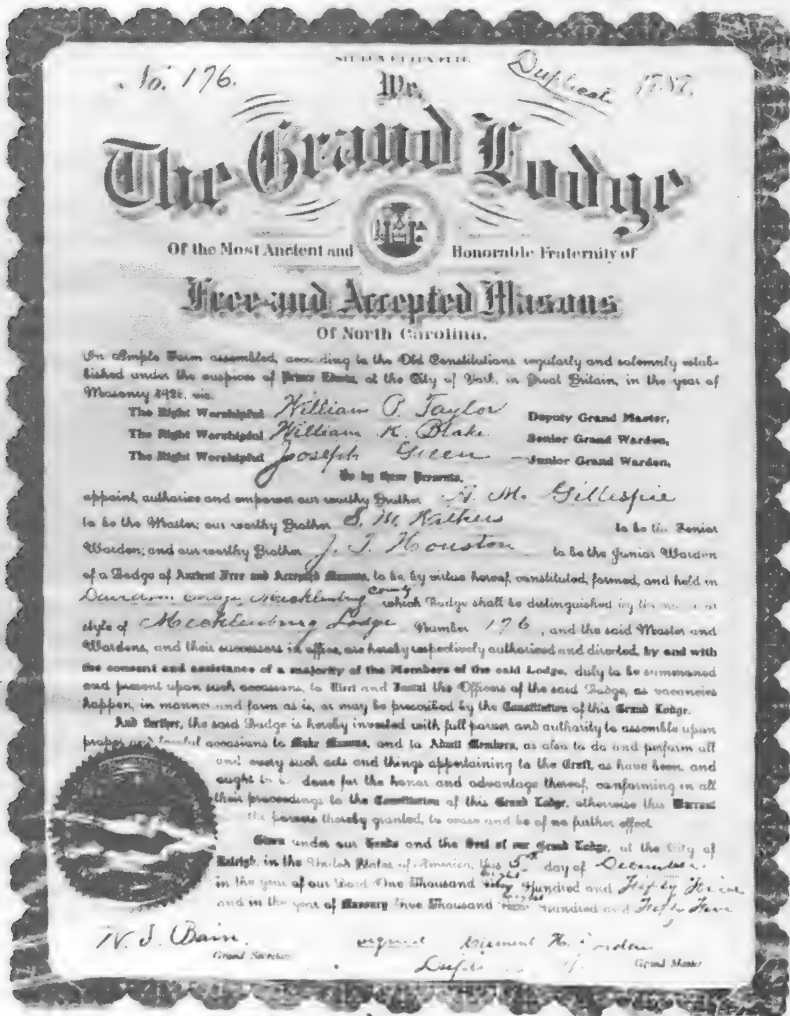 No. 176.
Duplicate 1787.
We,
The Grand Lodge
Of the Most Ancient and Honorable Fraternity of
Free and Accepted Masons
Of North Carolina.
In Ample Form assembled, according to the Old Constitutions regularly and solemnly estab-
lished under the auspices of Prince Edwin, at the City of York, in Great Britain, in the year of
Masonry 4926, viz.
The Right Worshipful William P. Taylor Deputy Grand Master,
The Right Worshipful William K. Blake Senior Grand Warden,
The Right Worshipful Joseph Green Junior Grand Warden,
Do by these Presents,
appoint, authorize and empower our worthy Brother M. Gillespie
to be the Master; our worthy Brother S. W. to be the Senior
Warden; and our worthy Brother J. T. Houston to be the Junior Warden
of a Lodge of Ancient Free and Accepted Masons, to be by virtue hereof, constituted, formed, and held in
Davidson College Mecklenburg County which Lodge shall be distinguished by the name or
style of Mecklenburg Lodge Number 176, and the said Master and
Wardens, and their successors in office, are hereby respectively authorized and directed, by and with
the consent and assistance of a majority of the Members of the said Lodge, duly to be summoned
and present upon such occasions, to Elect and Install the Officers of the said Lodge, as vacancies
happen, in manner and form as is, or may be prescribed by the Constitution of this Grand Lodge.
And further, the said Lodge is hereby invested with full power and authority to assemble upon
proper and lawful occasions to Make Masons, and to Admit Members, as also to do and perform all
and every such acts and things appertaining to the Craft, as have been, and
ought to be done for the honor and advantage thereof, conforming in all
their proceedings to the Constitution of this Grand Lodge, otherwise this Warrant
the powers thereby granted, to cease and be of no further effect.
Given under our Hands and the Seal of our Grand Lodge, at the City of
Raleigh, in the United States of America, this 5th day of December
in the year of our Lord One Thousand Eight Hundred and Fifty Five
and in the year of Masonry Five Thousand Eight Hundred and Fifty Five
W. T. Bain. signed
Grand Secretary Grand Master